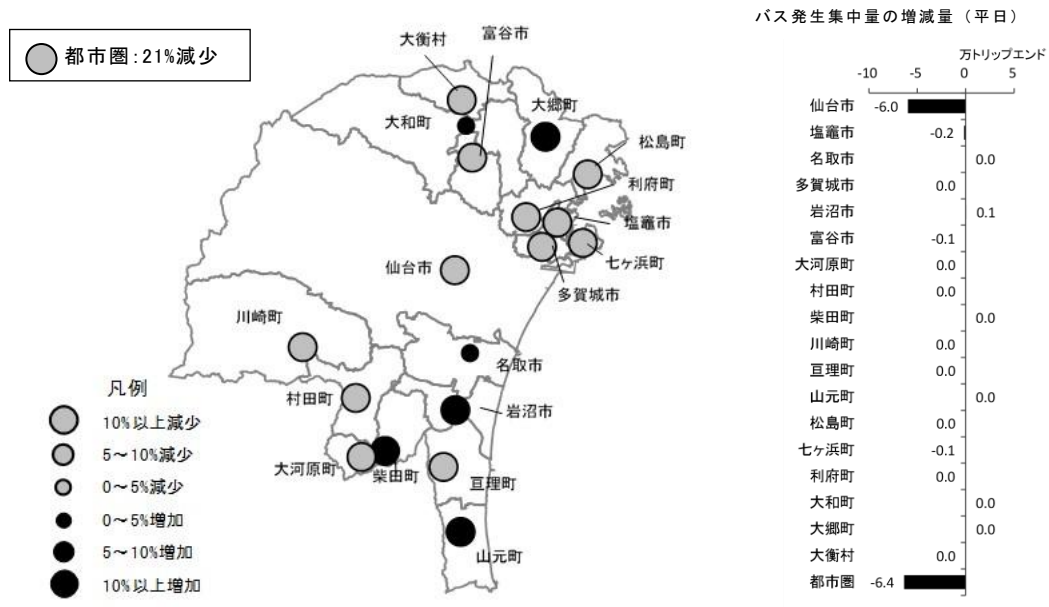 都市圏:21%減少
大衡村
富谷市
大和町
大郷町
松島町
利府町
塩竈市
七ヶ浜町
多賀城市
仙台市
川崎町
名取市
村田町
岩沼市
大河原町
柴田町
亘理町
山元町
凡例
10%以上減少
5～10%減少
0～5%減少
0～5%増加
5～10%増加
10%以上増加
バス発生集中量の増減量（平日）
万トリップエンド
-10 -5 0 5
仙台市 -6.0
塩竈市 -0.2
名取市 0.0
多賀城市 0.0
岩沼市 0.1
富谷市 -0.1
大河原町 0.0
村田町 0.0
柴田町 0.0
川崎町 0.0
亘理町 0.0
山元町 0.0
松島町 0.0
七ヶ浜町 -0.1
利府町 0.0
大和町 0.0
大郷町 0.0
大衡村 0.0
都市圏 -6.4